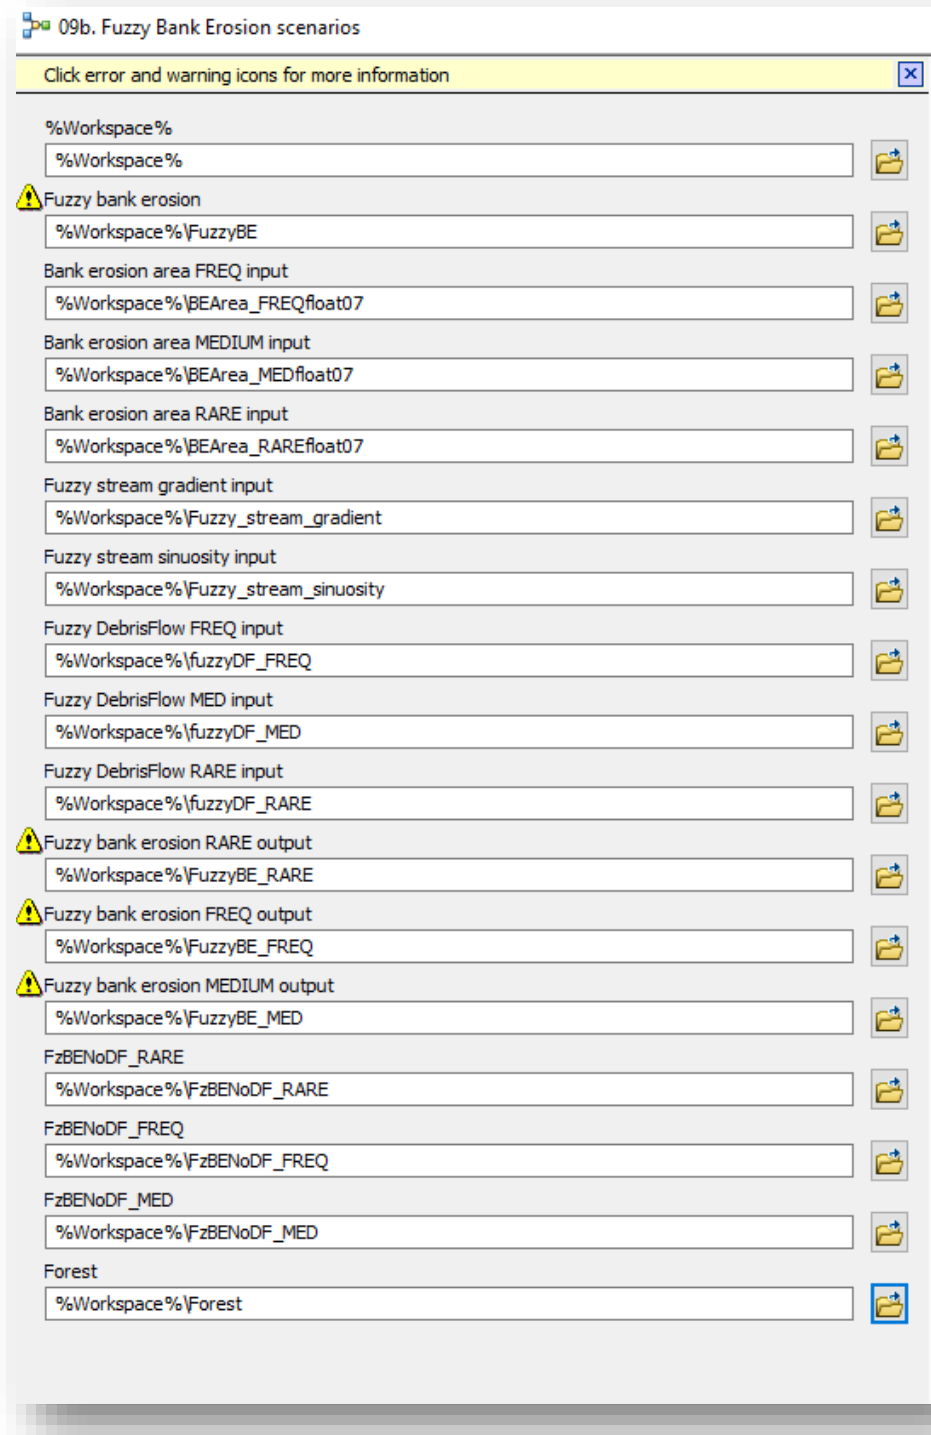 09b. Fuzzy Bank Erosion scenarios
Click error and warning icons for more information
%Workspace%
%Workspace%
Fuzzy bank erosion
%Workspace%\FuzzyBE
Bank erosion area FREQ input
%Workspace%\BEArea_FREQfloat07
Bank erosion area MEDIUM input
%Workspace%\BEArea_MEDfloat07
Bank erosion area RARE input
%Workspace%\BEArea_RAREfloat07
Fuzzy stream gradient input
%Workspace%\Fuzzy_stream_gradient
Fuzzy stream sinuosity input
%Workspace%\Fuzzy_stream_sinuosity
Fuzzy DebrisFlow FREQ input
%Workspace%\fuzzyDF_FREQ
Fuzzy DebrisFlow MED input
%Workspace%\fuzzyDF_MED
Fuzzy DebrisFlow RARE input
%Workspace%\fuzzyDF_RARE
Fuzzy bank erosion RARE output
%Workspace%\FuzzyBE_RARE
Fuzzy bank erosion FREQ output
%Workspace%\FuzzyBE_FREQ
Fuzzy bank erosion MEDIUM output
%Workspace%\FuzzyBE_MED
FzBENoDF_RARE
%Workspace%\FzBENoDF_RARE
FzBENoDF_FREQ
%Workspace%\FzBENoDF_FREQ
FzBENoDF_MED
%Workspace%\FzBENoDF_MED
Forest
%Workspace%\Forest